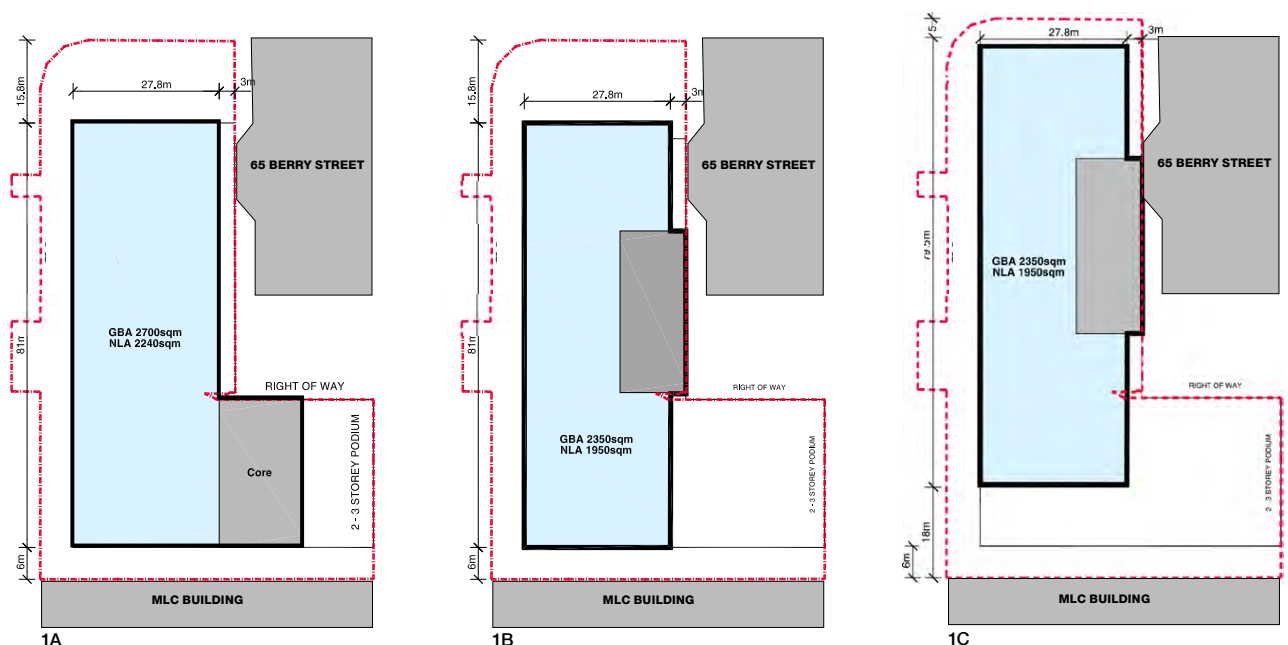 15.8m
27.8m
3m
65 BERRY STREET
GBA 2700sqm
NLA 2240sqm
RIGHT OF WAY
Core
2 - 3 STOREY PODIUM
6m
MLC BUILDING
1A
15.8m
27.8m
3m
65 BERRY STREET
81m
GBA 2350sqm
NLA 1950sqm
RIGHT OF WAY
2 - 3 STOREY PODIUM
6m
MLC BUILDING
1B
5
27.8m
3m
65 BERRY STREET
79.5m
GBA 2350sqm
NLA 1950sqm
RIGHT OF WAY
2 - 3 STOREY PODIUM
18m
6m
MLC BUILDING
1C